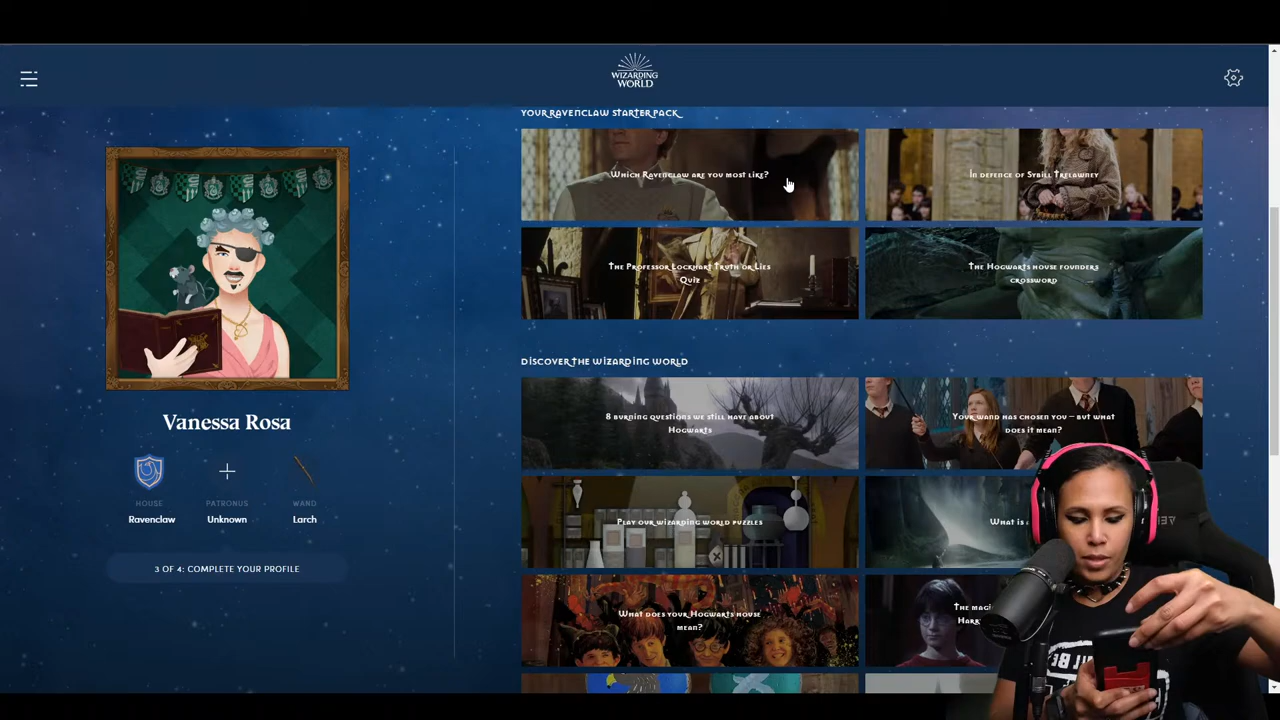 WIZARDING
WORLD
YOUR RAVENCLAW STARTER PACK
WHICH RAVENCLAW ARE YOU MOST LIKE?
IN DEFENCE OF SYBILL TRELAWNEY
THE PROFESSOR LOCKHART TRUTH OR LIES
QUIZ
THE HOGWARTS HOUSE FOUNDERS
CROSSWORD
DISCOVER THE WIZARDING WORLD
8 BURNING QUESTIONS WE STILL HAVE ABOUT
HOGWARTS
YOUR WAND HAS CHOSEN YOU – BUT WHAT
DOES IT MEAN?
PLAY OUR WIZARDING WORLD PUZZLES
WHAT IS
WHAT DOES YOUR HOGWARTS HOUSE
MEAN?
Vanessa Rosa
HOUSE
Ravenclaw
PATRONUS
Unknown
WAND
Larch
3 OF 4: COMPLETE YOUR PROFILE